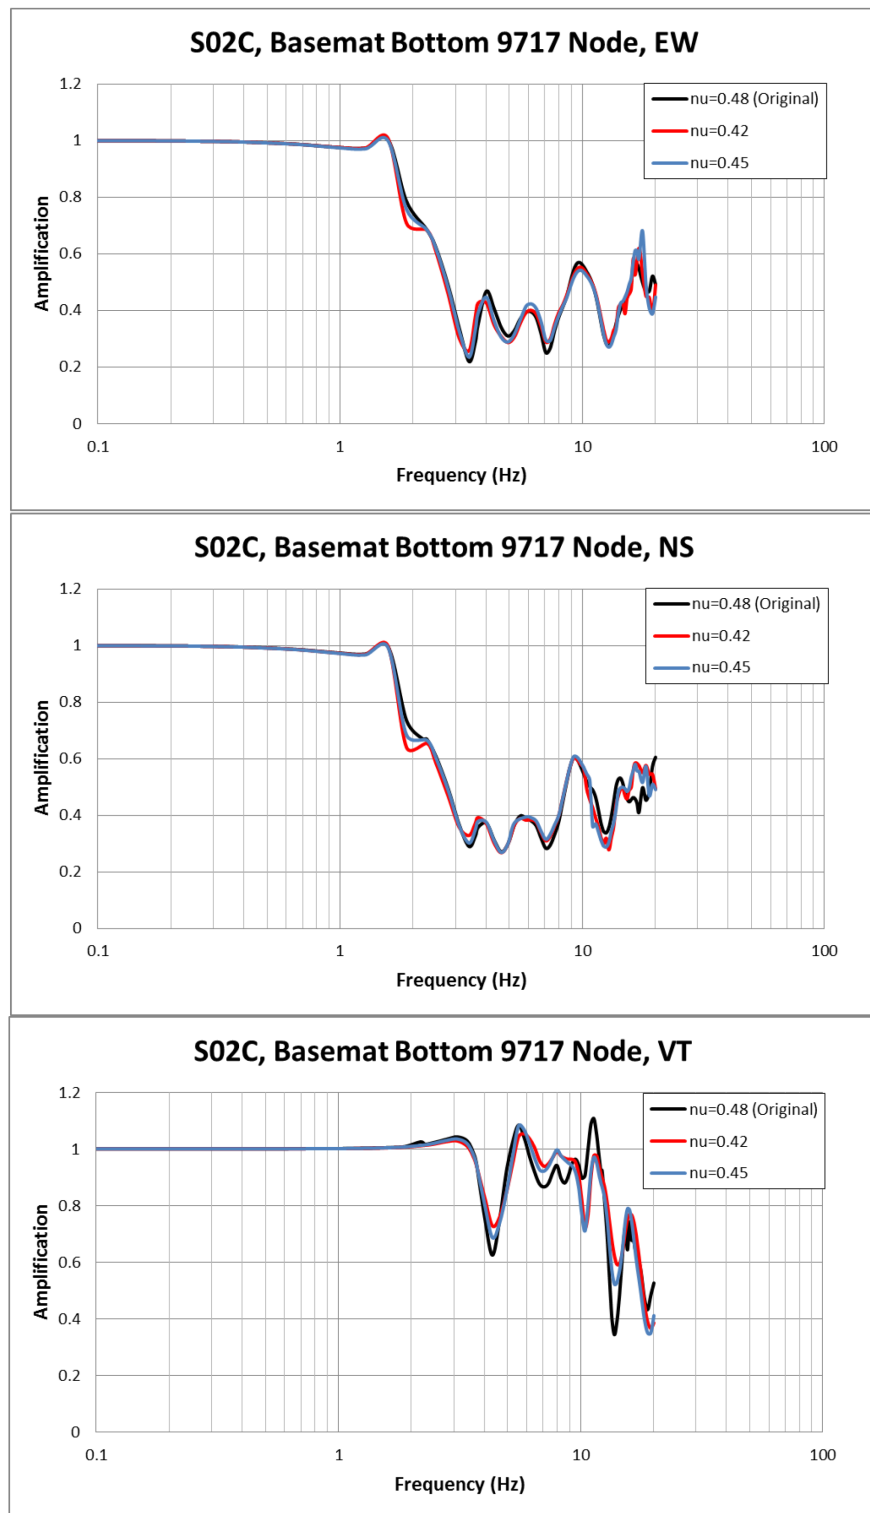 S02C, Basemat Bottom 9717 Node, EW
1.2
1
0.8
0.6
0.4
0.2
0
Amplification
nu=0.48 (Original)
nu=0.42
nu=0.45
0.1 1 10 100
Frequency (Hz)
S02C, Basemat Bottom 9717 Node, NS
1.2
1
0.8
0.6
0.4
0.2
0
Amplification
nu=0.48 (Original)
nu=0.42
nu=0.45
0.1 1 10 100
Frequency (Hz)
S02C, Basemat Bottom 9717 Node, VT
1.2
1
0.8
0.6
0.4
0.2
0
Amplification
nu=0.48 (Original)
nu=0.42
nu=0.45
0.1 1 10 100
Frequency (Hz)